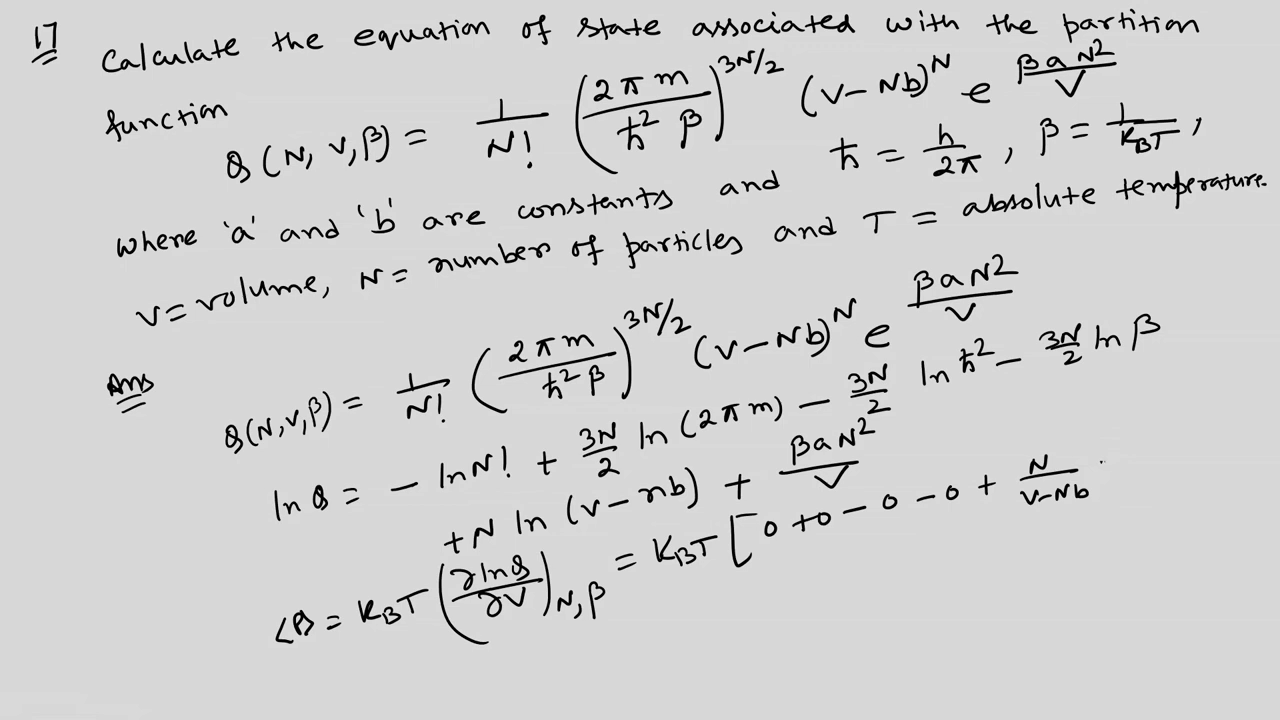 17 Calculate the equation of state associated with the partition
function
Q(N, V, β) = 1/N! (2πm/ħ² β)^3N/2 (V-Nb)^N e^βaN²/V
where 'a' and 'b' are constants and ħ = h/2π, β = 1/K_BT,
V = volume, N = number of particles and T = absolute temperature.
Ans Q(N,V,β) = 1/N! (2πm/ħ²β)^3N/2 (V-Nb)^N e^βaN²/V
ln Q = - ln N! + 3N/2 ln (2πm) - 3N/2 ln ħ² - 3N/2 ln β
+ N ln (V-nb) + βaN²/V
= K_BT (∂lnQ/∂V)_N,β = K_BT [0 + 0 - 0 - 0 + N/V-Nb